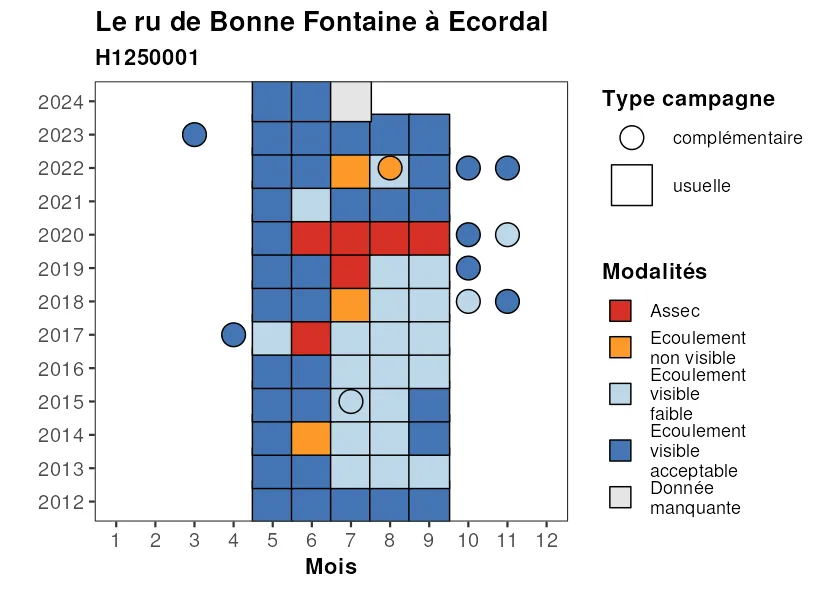 Le ru de Bonne Fontaine à Ecordal
H1250001
2024
2023
2022
2021
2020
2019
2018
2017
2016
2015
2014
2013
2012
1 2 3 4 5 6 7 8 9 10 11 12
Mois
Type campagne
complémentaire
usuelle
Modalités
Assec
Ecoulement
non visible
Ecoulement
visible
faible
Ecoulement
visible
acceptable
Donnée
manquante